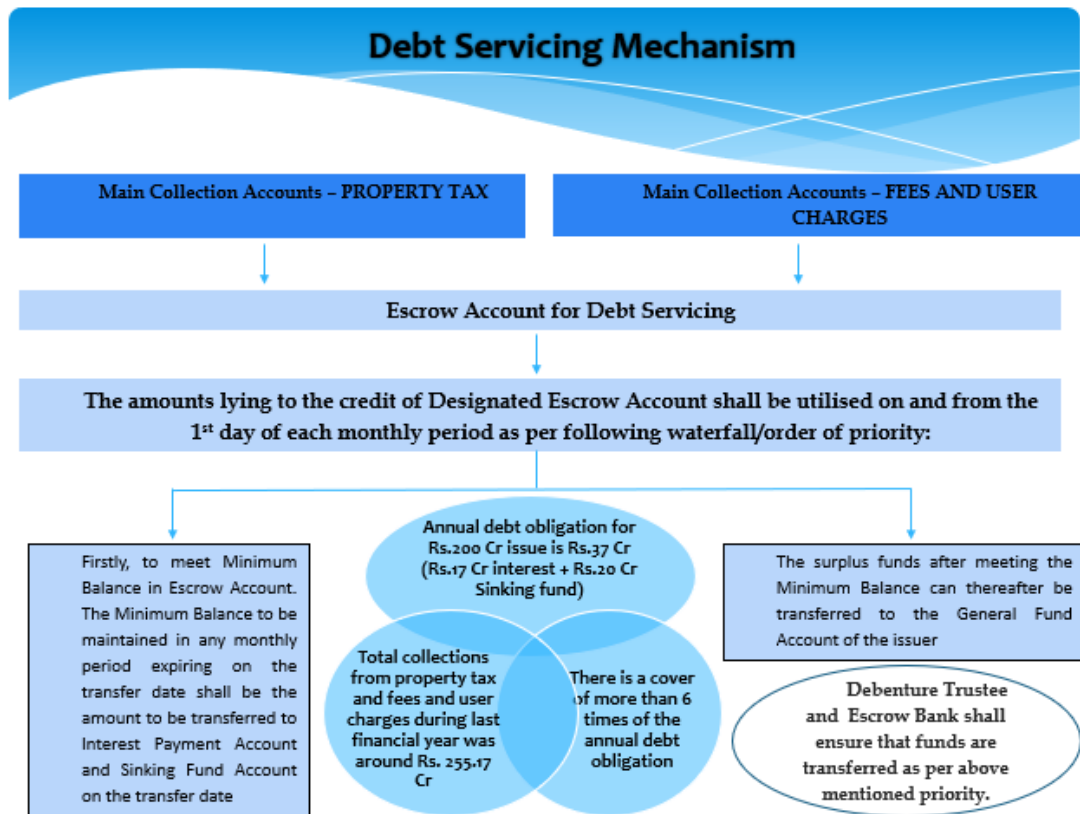 Debt Servicing Mechanism
Main Collection Accounts – PROPERTY TAX
Main Collection Accounts – FEES AND USER
CHARGES
Escrow Account for Debt Servicing
The amounts lying to the credit of Designated Escrow Account shall be utilised on and from the
1st day of each monthly period as per following waterfall/order of priority:
Firstly, to meet Minimum
Balance in Escrow Account.
The Minimum Balance to be
maintained in any monthly
period expiring on the
transfer date shall be the
amount to be transferred to
Interest Payment Account
and Sinking Fund Account
on the transfer date
Annual debt obligation for
Rs.200 Cr issue is Rs.37 Cr
(Rs.17 Cr interest + Rs.20 Cr
Sinking fund)
Total collections
from property tax
and fees and user
charges during last
financial year was
around Rs. 255.17
Cr
There is a cover
of more than 6
times of the
annual debt
obligation
The surplus funds after meeting the
Minimum Balance can thereafter be
transferred to the General Fund
Account of the issuer
Debenture Trustee
and Escrow Bank shall
ensure that funds are
transferred as per above
mentioned priority.